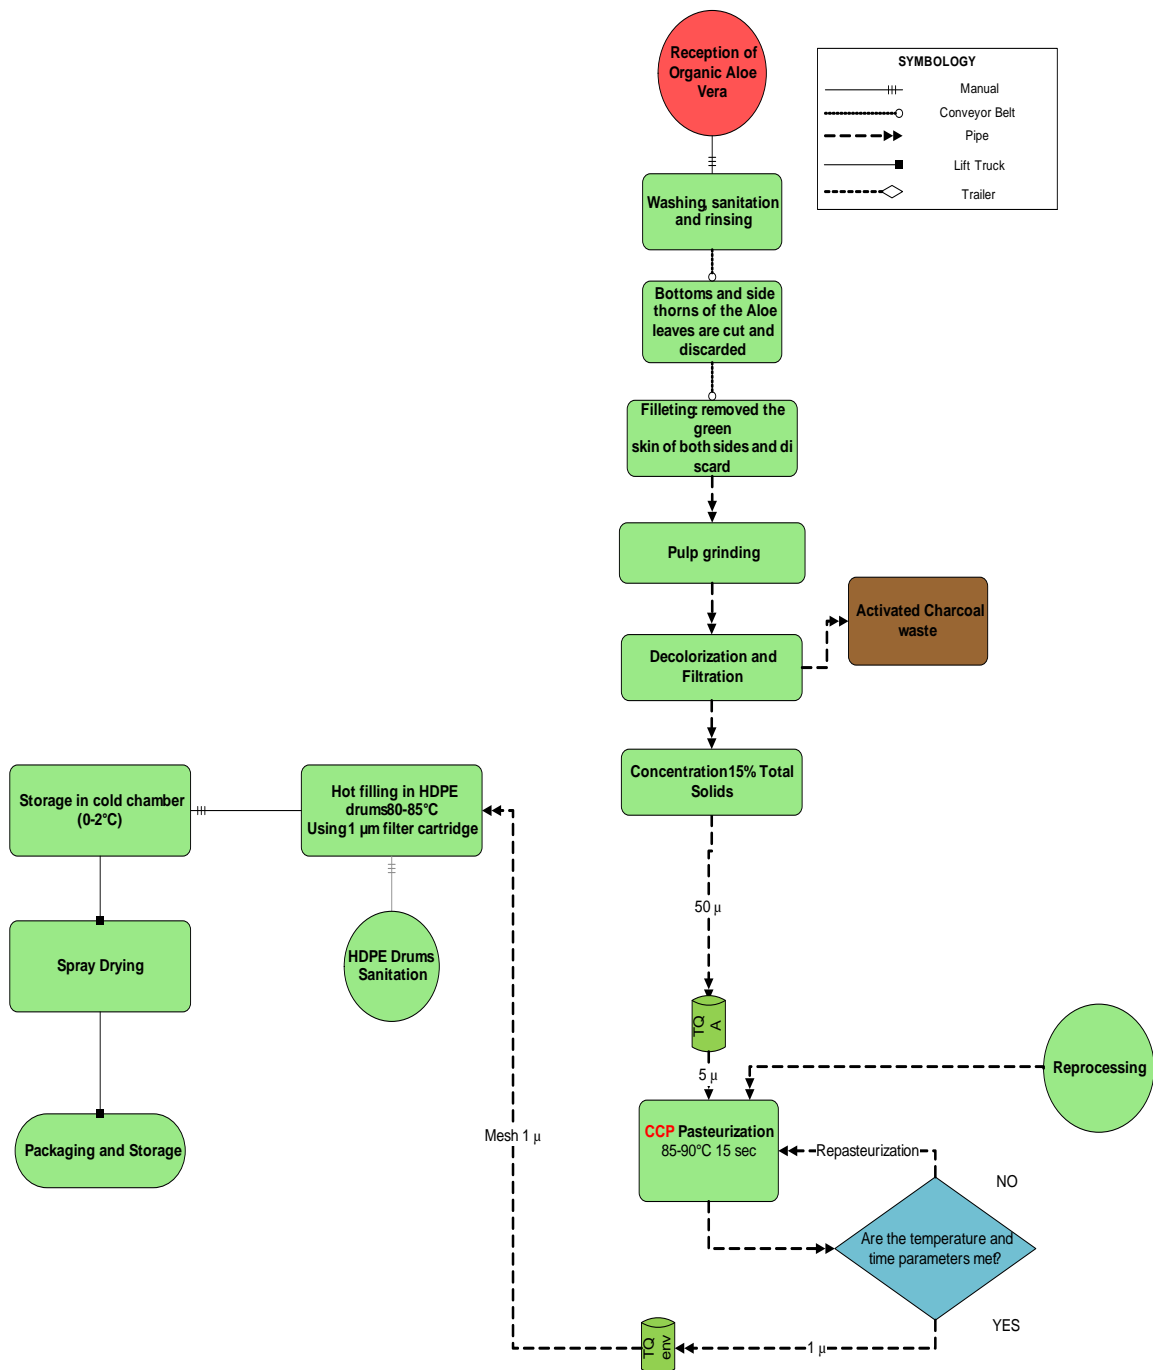 Reception of
Organic Aloe
Vera
SYMBOLOGY
Manual
Conveyor Belt
Pipe
Lift Truck
Trailer
Washing, sanitation
and rinsing
Bottoms and side
thorns of the Aloe
leaves are cut and
discarded
Filleting: removed the
green
skin of both sides and di
scard
Pulp grinding
Decolorization and
Filtration
Activated Charcoal
waste
Concentration 15% Total
Solids
50 µ
TQ
A
5 µ
Reprocessing
CCP Pasteurization
85-90°C 15 sec
Repasteurization
NO
Are the temperature and
time parameters met?
YES
1 µ
TQ
env
Mesh 1 µ
Hot filling in HDPE
drums80-85°C
Using 1 µm filter cartridge
HDPE Drums
Sanitation
Storage in cold chamber
(0-2°C)
Spray Drying
Packaging and Storage